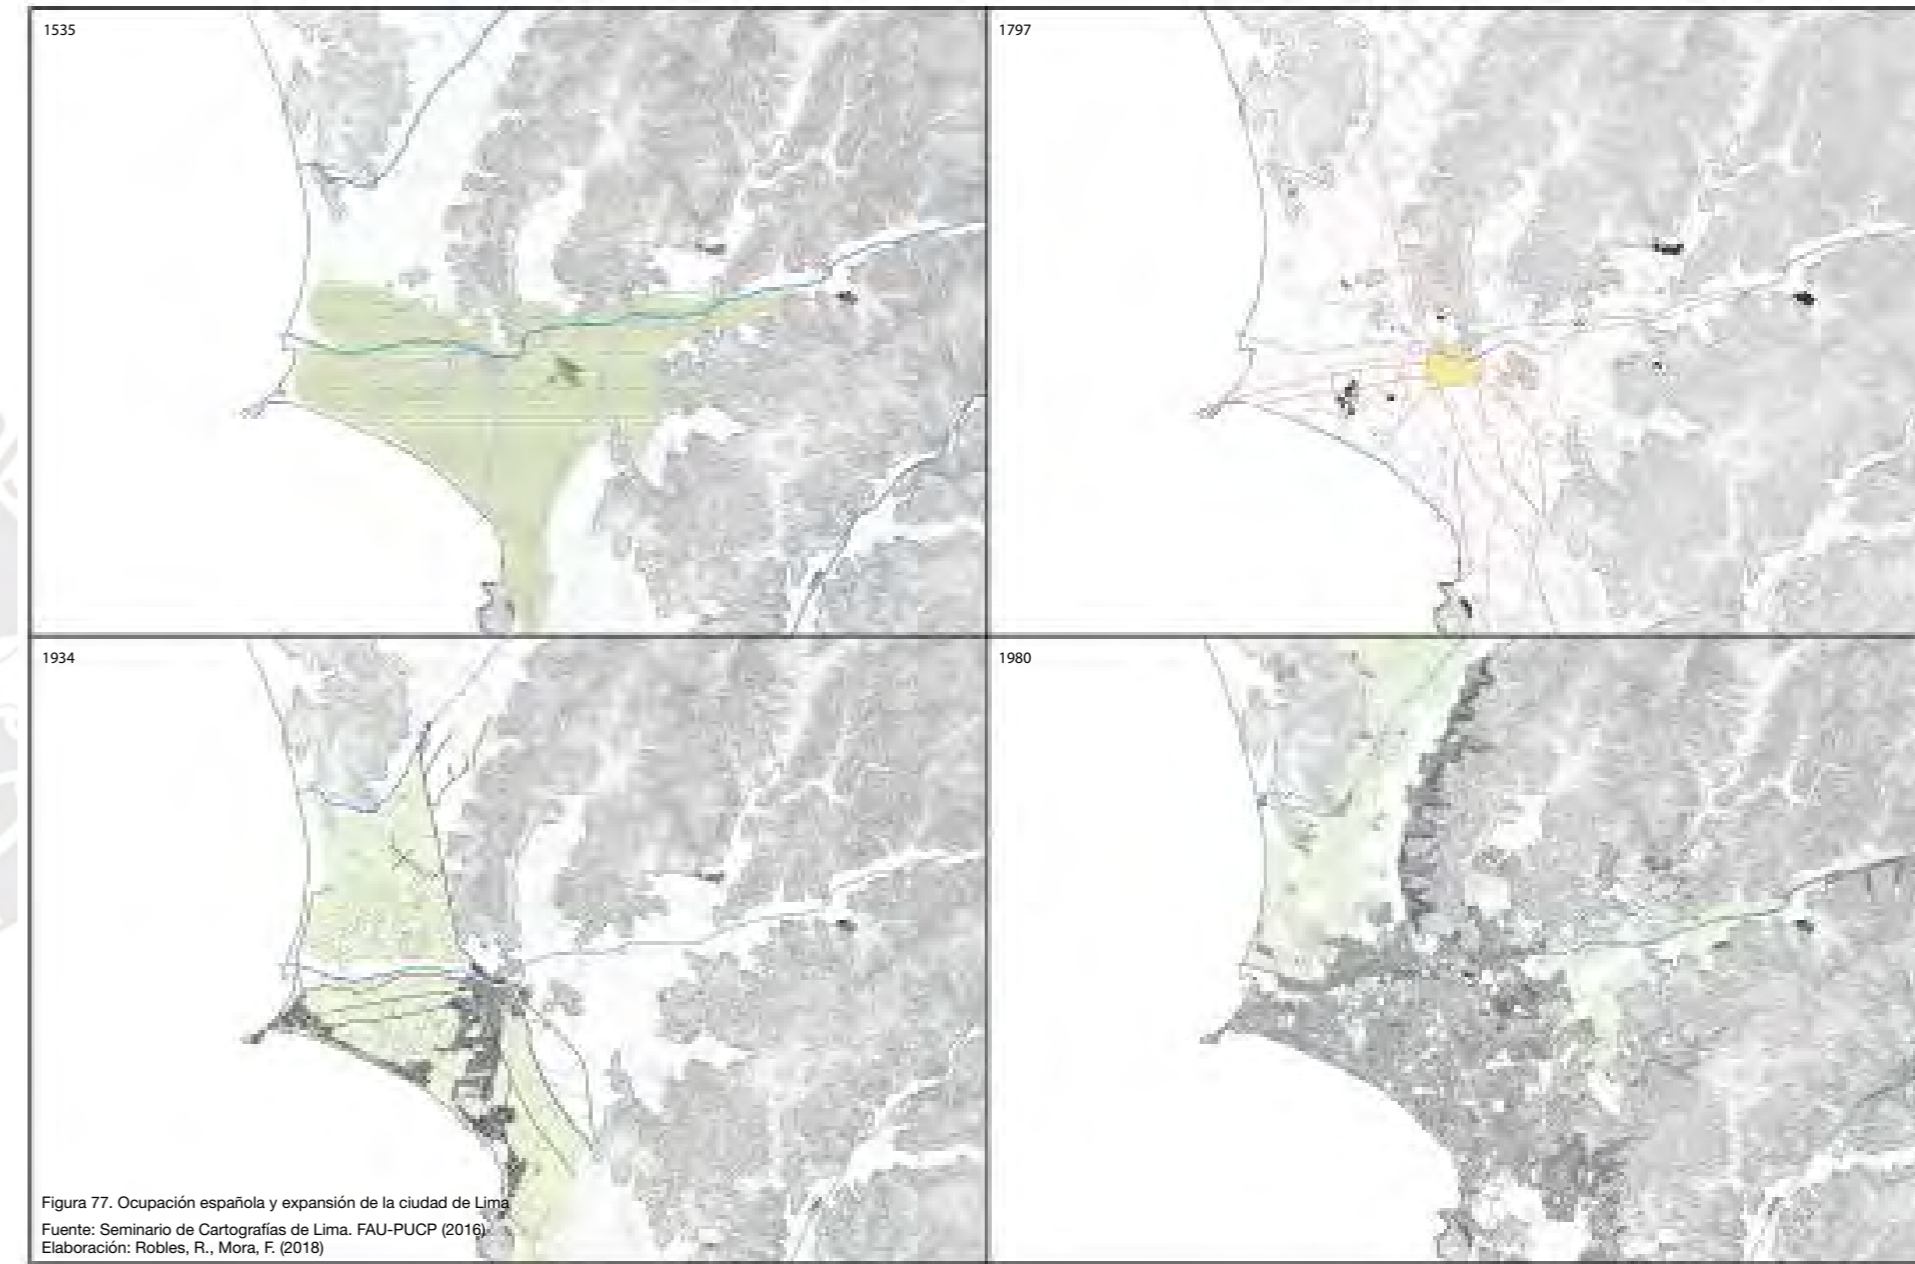 1535
1797
1934
1980
Figura 77. Ocupación española y expansión de la ciudad de Lima
Fuente: Seminario de Cartografías de Lima. FAU-PUCP (2016)
Elaboración: Robles, R., Mora, F. (2018)